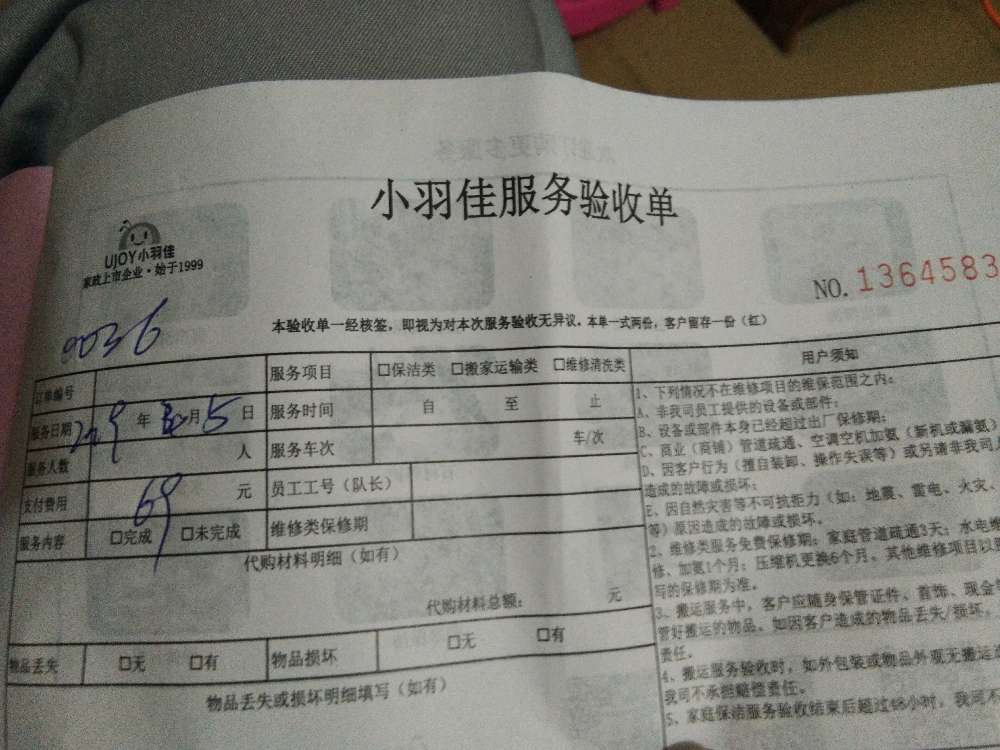 小羽佳服务验收单
UJOY小羽佳
家政上市企业·始于1999
NO.1364583
0036
本验收单一经核签，即视为对本次服务验收无异议。本单一式两份，客户留存一份（红）
订单编号
服务项目 □保洁类 □搬家运输类 □维修清洗类
服务日期 年 月 5 日
服务时间 自 至 止
服务人数 人
服务车次 车/次
支付费用 69 元
员工工号（队长）
服务内容 □完成 □未完成
维修类保修期
代购材料明细（如有）
代购材料总额： 元
物品丢失 □无 □有
物品损坏 □无 □有
物品丢失或损坏明细填写（如有）
用户须知
1、下列情况不在维修项目的维保范围之内：
A、非我司员工提供的设备或部件；
B、设备或部件本身已经超过出厂保修期；
C、商业（商铺）管道疏通、空调空机加氨（新机或漏氨）
D、因客户行为（擅自装卸、操作失误等）或另请非我司
造成的故障或损坏；
E、因自然灾害等不可抗拒力（如：地震、雷电、火灾、
等）原因造成的故障或损坏。
2、维修类服务免费保修期：家庭管道疏通3天；水电维
修、加氨1个月；压缩机更换6个月，其他维修项目以
写的保修期为准。
3、搬运服务中，客户应随身保管证件、首饰、现金
管好搬运的物品。如因客户造成的物品丢失/损坏，
责任。
4、搬运服务验收时，如外包装或物品外观无搬运
我司不承担赔偿责任。
5、家庭保洁服务验收结束后超过48小时，我司不